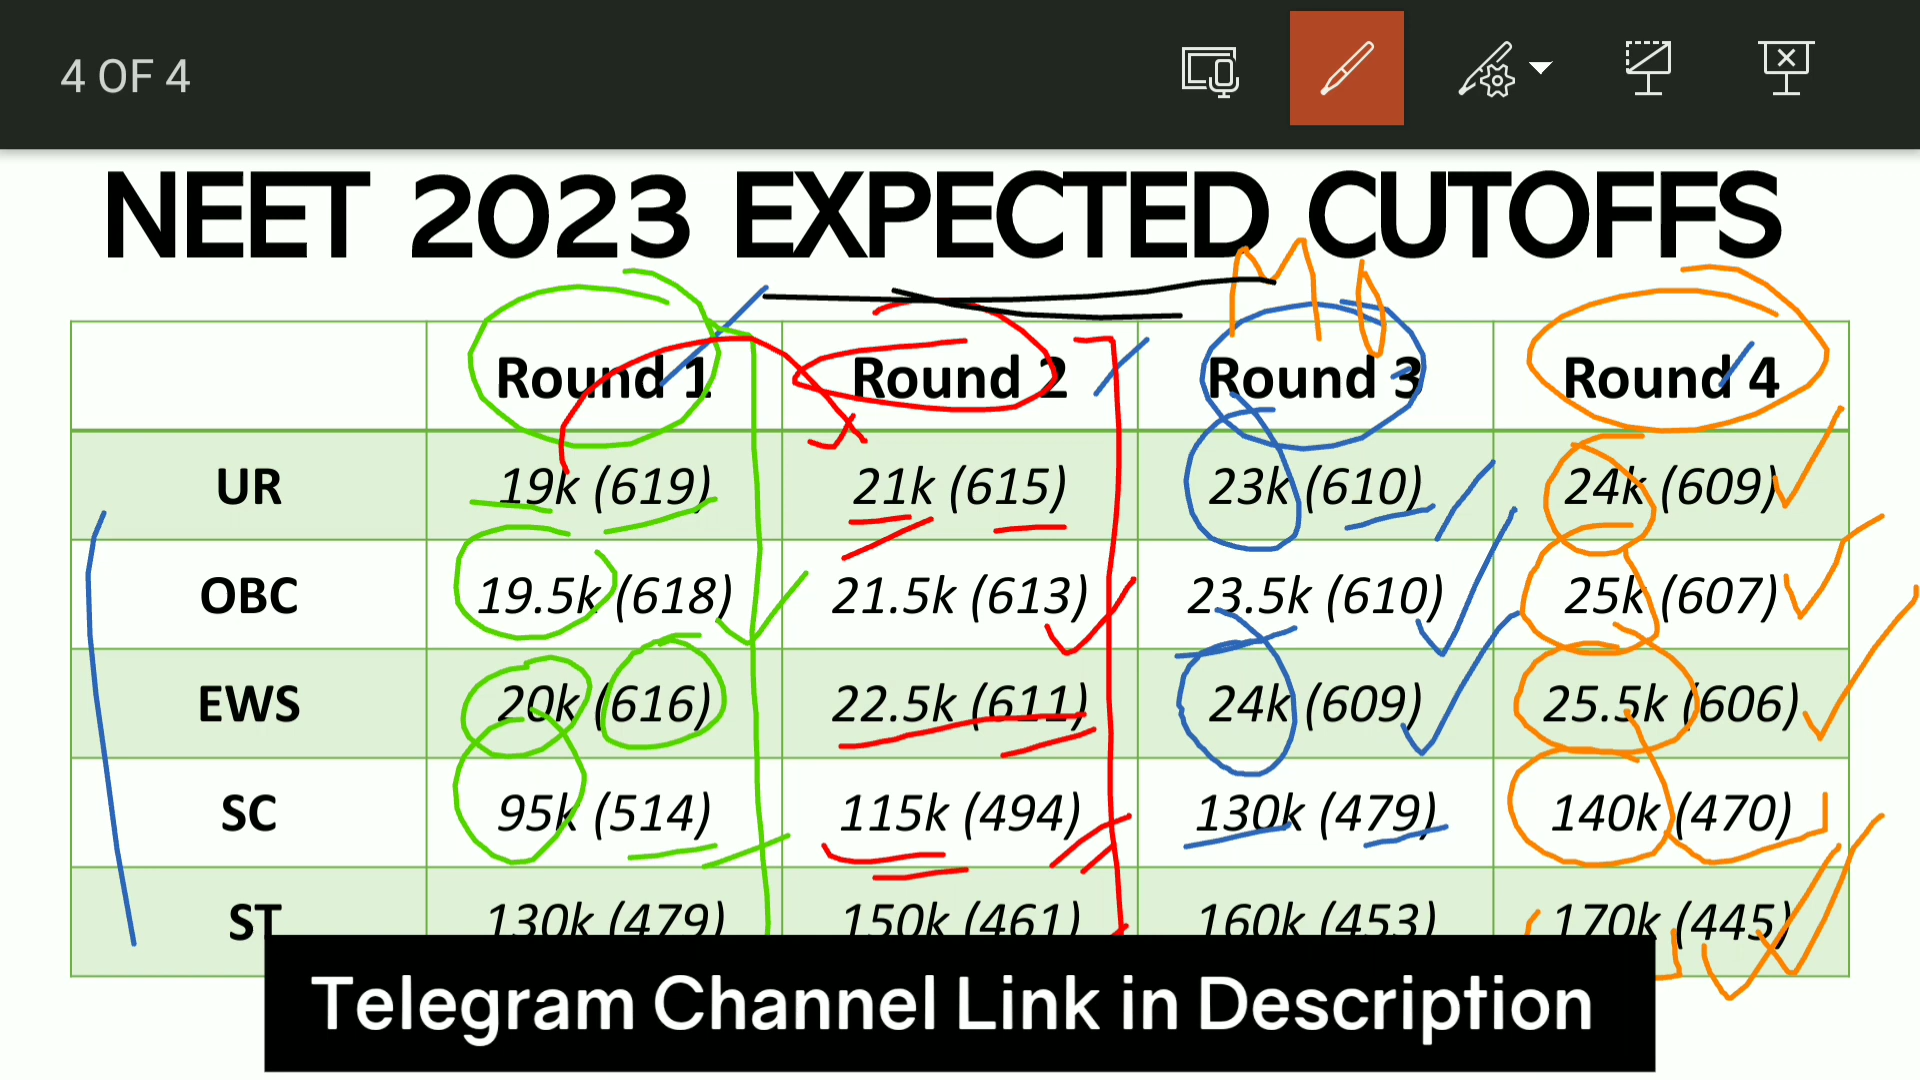 4 OF 4
NEET 2023 EXPECTED CUTOFFS
Round 1 Round 2 Round 3 Round 4
UR 19k (619) 21k (615) 23k (610) 24k (609)
OBC 19.5k (618) 21.5k (613) 23.5k (610) 25k (607)
EWS 20k (616) 22.5k (611) 24k (609) 25.5k (606)
SC 95k (514) 115k (494) 130k (479) 140k (470)
ST 130k (479) 150k (461) 160k (453) 170k (445)
Telegram Channel Link in Description